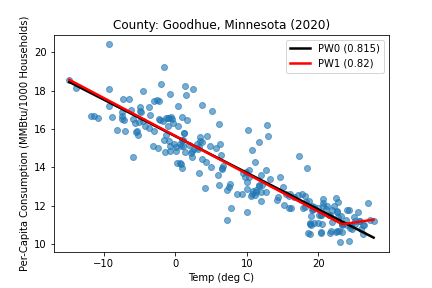 County: Goodhue, Minnesota (2020)
PW0 (0.815)
PW1 (0.82)
Per-Capita Consumption (MMBtu/1000 Households)
20
18
16
14
12
10
−10
0
10
20
Temp (deg C)